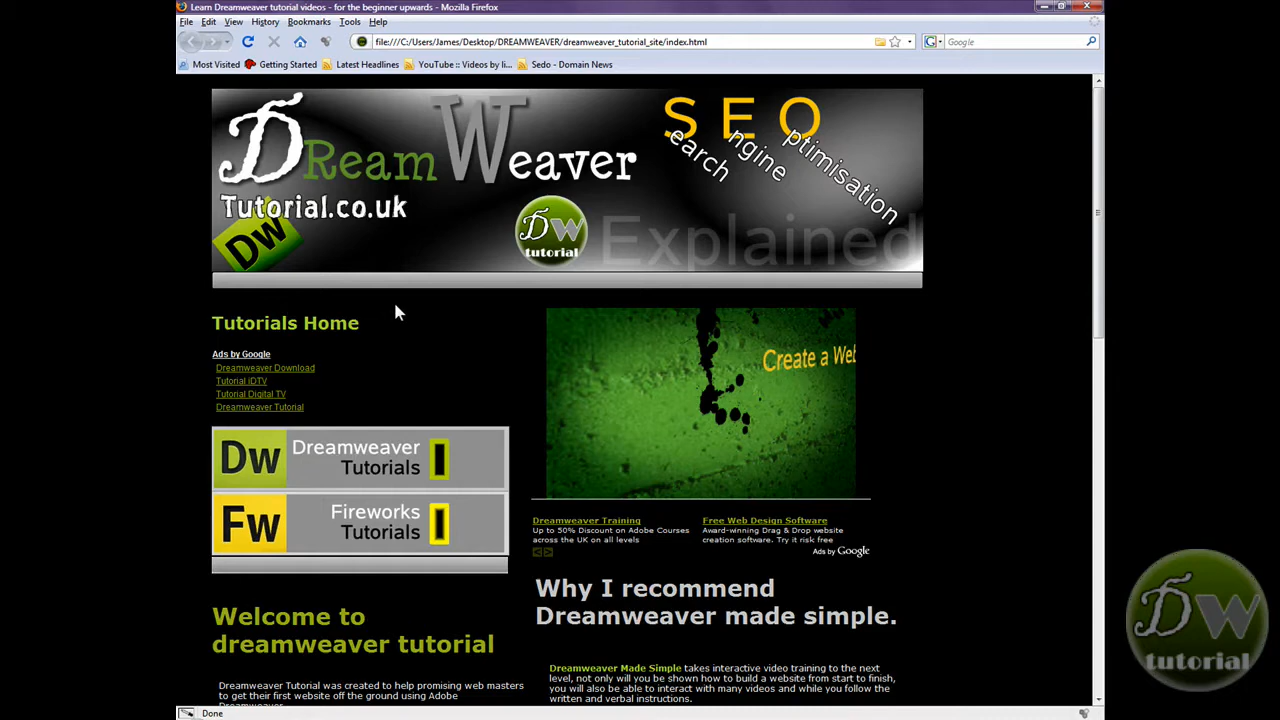 Learn Dreamweaver tutorial videos - for the beginner upwards - Mozilla Firefox
File Edit View History Bookmarks Tools Help
file:///C:/Users/James/Desktop/DREAMWEAVER/dreamweaver_tutorial_site/index.html
Google
Most Visited Getting Started Latest Headlines YouTube :: Videos by li... Sedo - Domain News
DReamWeaver
Tutorial.co.uk
Dw
DW
tutorial
Search Engine Optimisation
Explained
Tutorials Home
Ads by Google
Dreamweaver Download
Tutorial iDTV
Tutorial Digital TV
Dreamweaver Tutorial
Create a Web
Dw Dreamweaver
Tutorials
Fw Fireworks
Tutorials
Dreamweaver Training
Up to 50% Discount on Adobe Courses
across the UK on all levels
Free Web Design Software
Award-winning Drag & Drop website
creation software. Try it risk free
Ads by Google
Welcome to
dreamweaver tutorial
Dreamweaver Tutorial was created to help promising web masters
to get their first website off the ground using Adobe
Dreamweaver.
Why I recommend
Dreamweaver made simple.
Dreamweaver Made Simple takes interactive video training to the next
level, not only will you be shown how to build a website from start to finish,
you will also be able to interact with many videos and while you follow the
written and verbal instructions.
Done
DW
tutorial